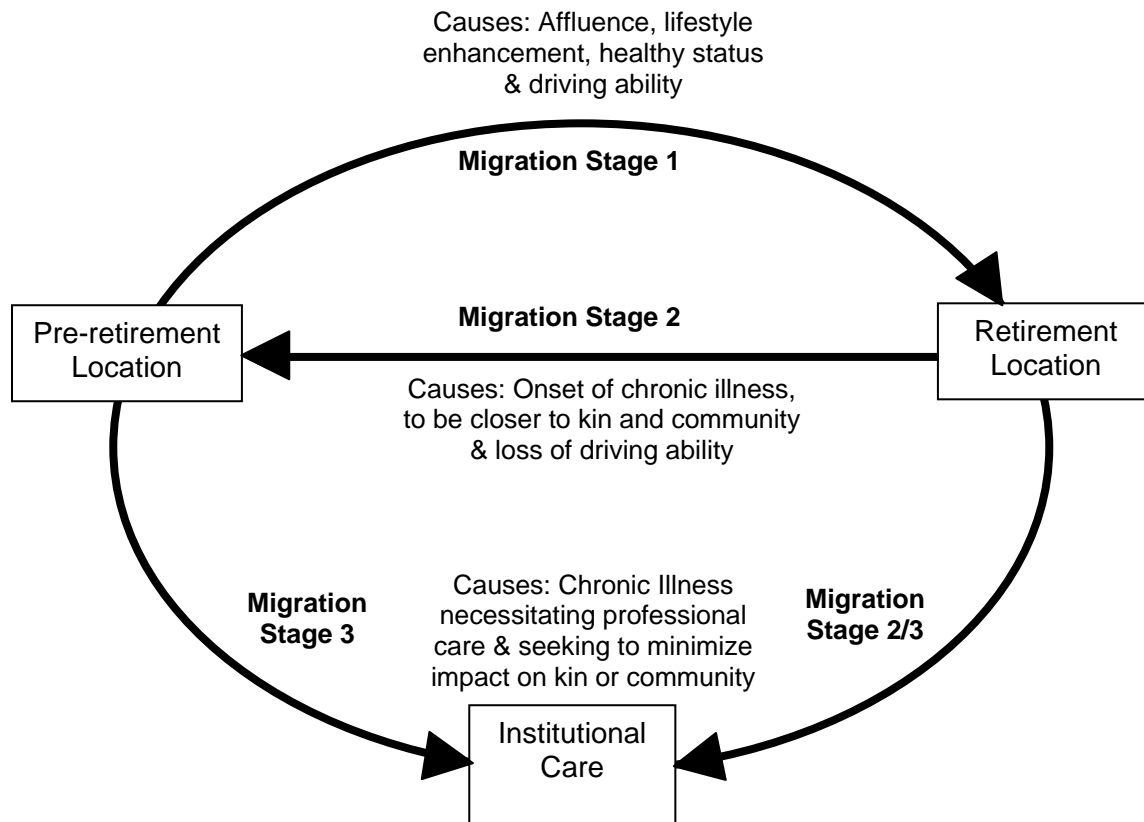 Causes: Affluence, lifestyle
enhancement, healthy status
& driving ability
Migration Stage 1
Pre-retirement
Location
Migration Stage 2
Retirement
Location
Causes: Onset of chronic illness,
to be closer to kin and community
& loss of driving ability
Migration
Stage 3
Causes: Chronic Illness
necessitating professional
care & seeking to minimize
impact on kin or community
Migration
Stage 2/3
Institutional
Care